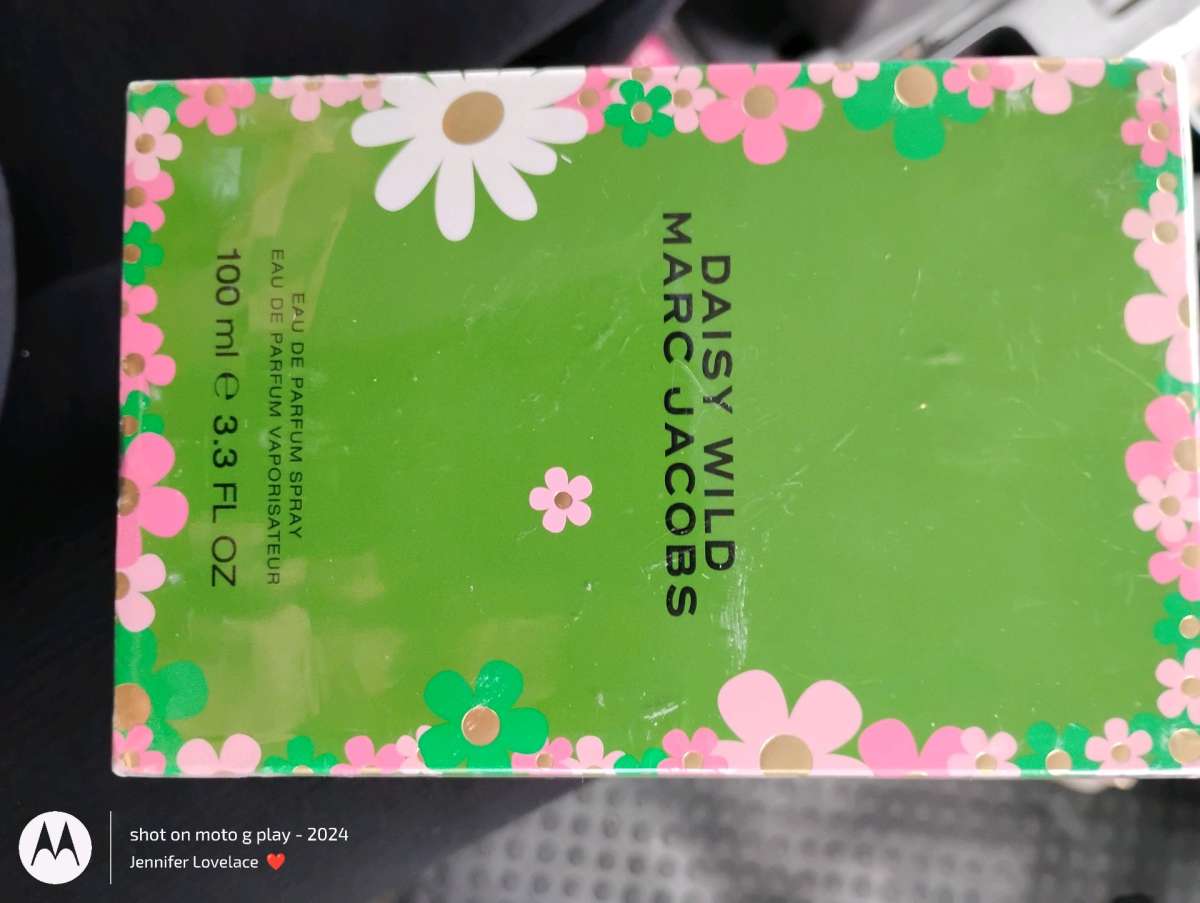 DAISY WILD
MARC JACOBS
EAU DE PARFUM SPRAY
EAU DE PARFUM VAPORISATEUR
100 ml ℮ 3.3 FL OZ
shot on moto g play - 2024
Jennifer Lovelace ❤️